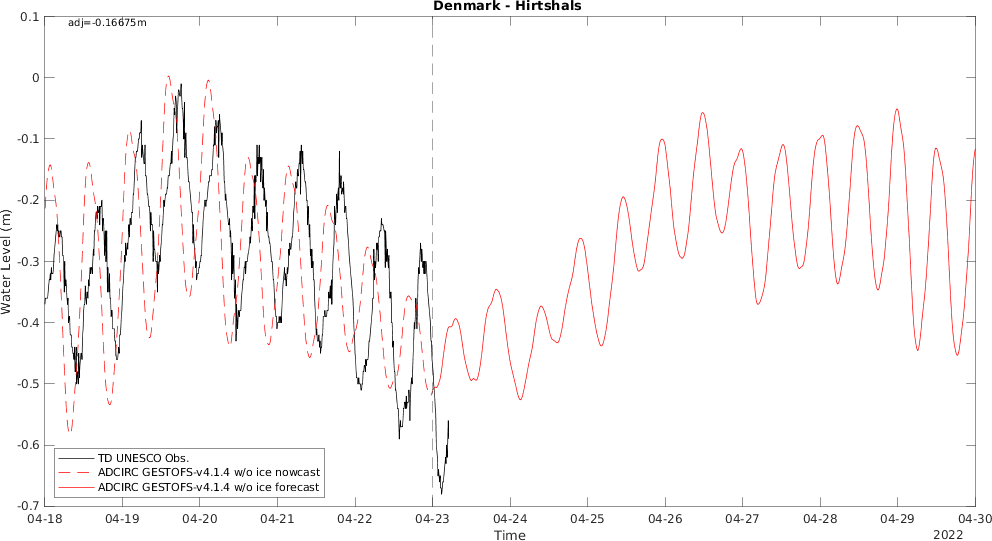 Denmark - Hirtshals
adj=-0.16675m
0.1
0
-0.1
-0.2
-0.3
-0.4
-0.5
-0.6
-0.7
Water Level (m)
TD UNESCO Obs.
ADCIRC GESTOFS-v4.1.4 w/o ice nowcast
ADCIRC GESTOFS-v4.1.4 w/o ice forecast
04-18 04-19 04-20 04-21 04-22 04-23 04-24 04-25 04-26 04-27 04-28 04-29 04-30
Time
2022